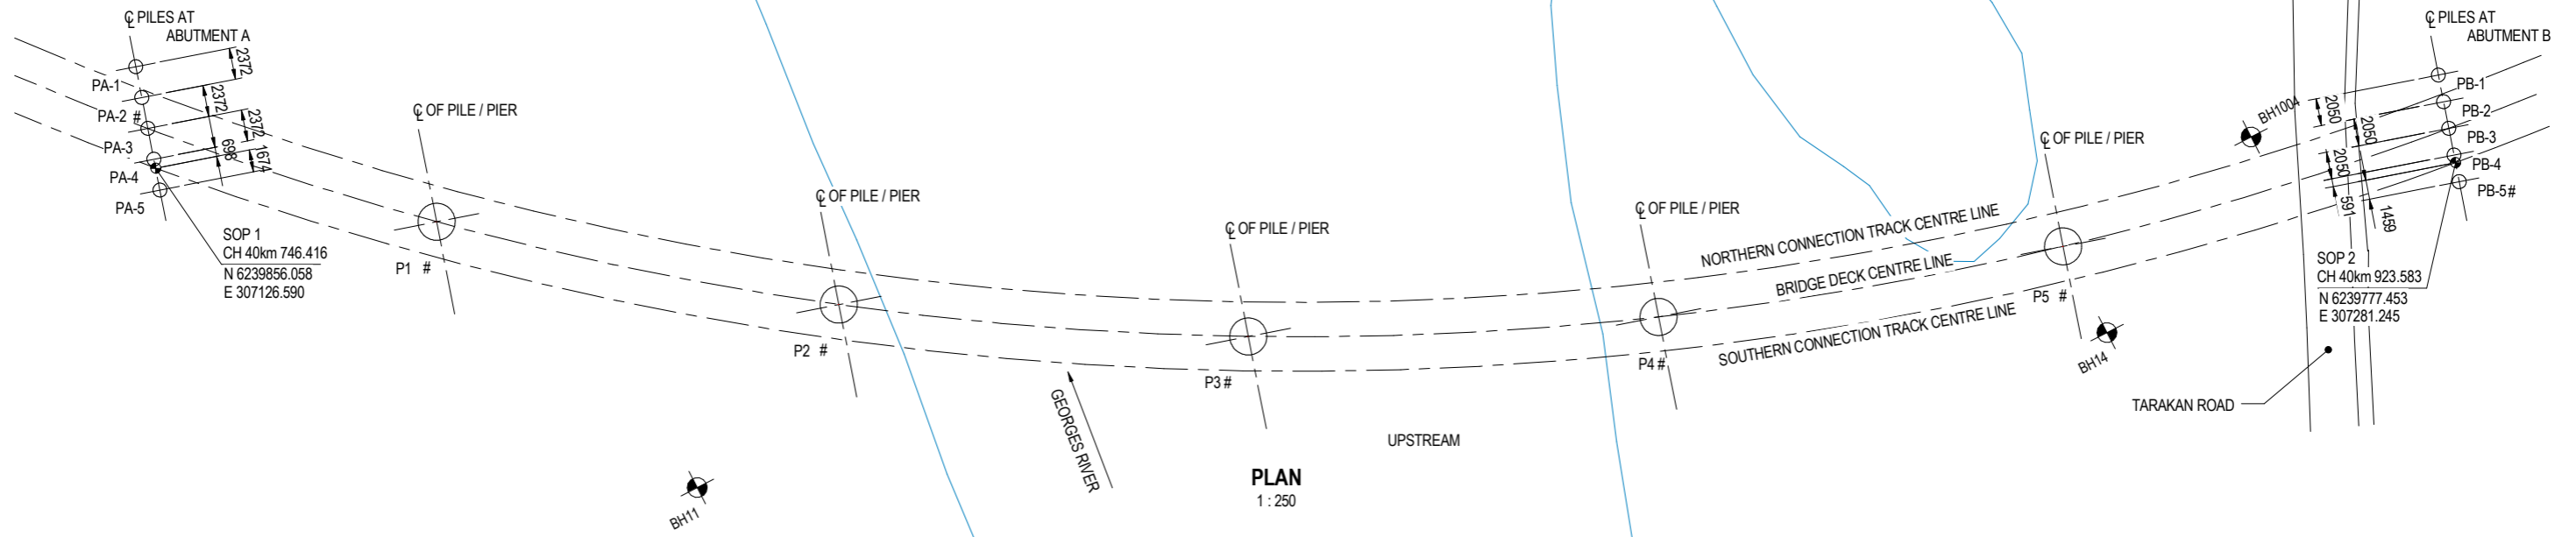 ℄ PILES AT
ABUTMENT A
2372
PA-1
2372
PA-2 #
2372
PA-3
698
1674
PA-4
PA-5
SOP 1
CH 40km 746.416
N 6239856.058
E 307126.590
℄ OF PILE / PIER
P1 #
℄ OF PILE / PIER
P2 #
BH11
GEORGES RIVER
℄ OF PILE / PIER
P3 #
UPSTREAM
PLAN
1 : 250
℄ OF PILE / PIER
P4 #
NORTHERN CONNECTION TRACK CENTRE LINE
BRIDGE DECK CENTRE LINE
SOUTHERN CONNECTION TRACK CENTRE LINE
℄ OF PILE / PIER
P5 #
BH14
BH1004
TARAKAN ROAD
℄ PILES AT
ABUTMENT B
2050
2050
2050
591
1459
PB-1
PB-2
PB-3
PB-4
PB-5 #
SOP 2
CH 40km 923.583
N 6239777.453
E 307281.245